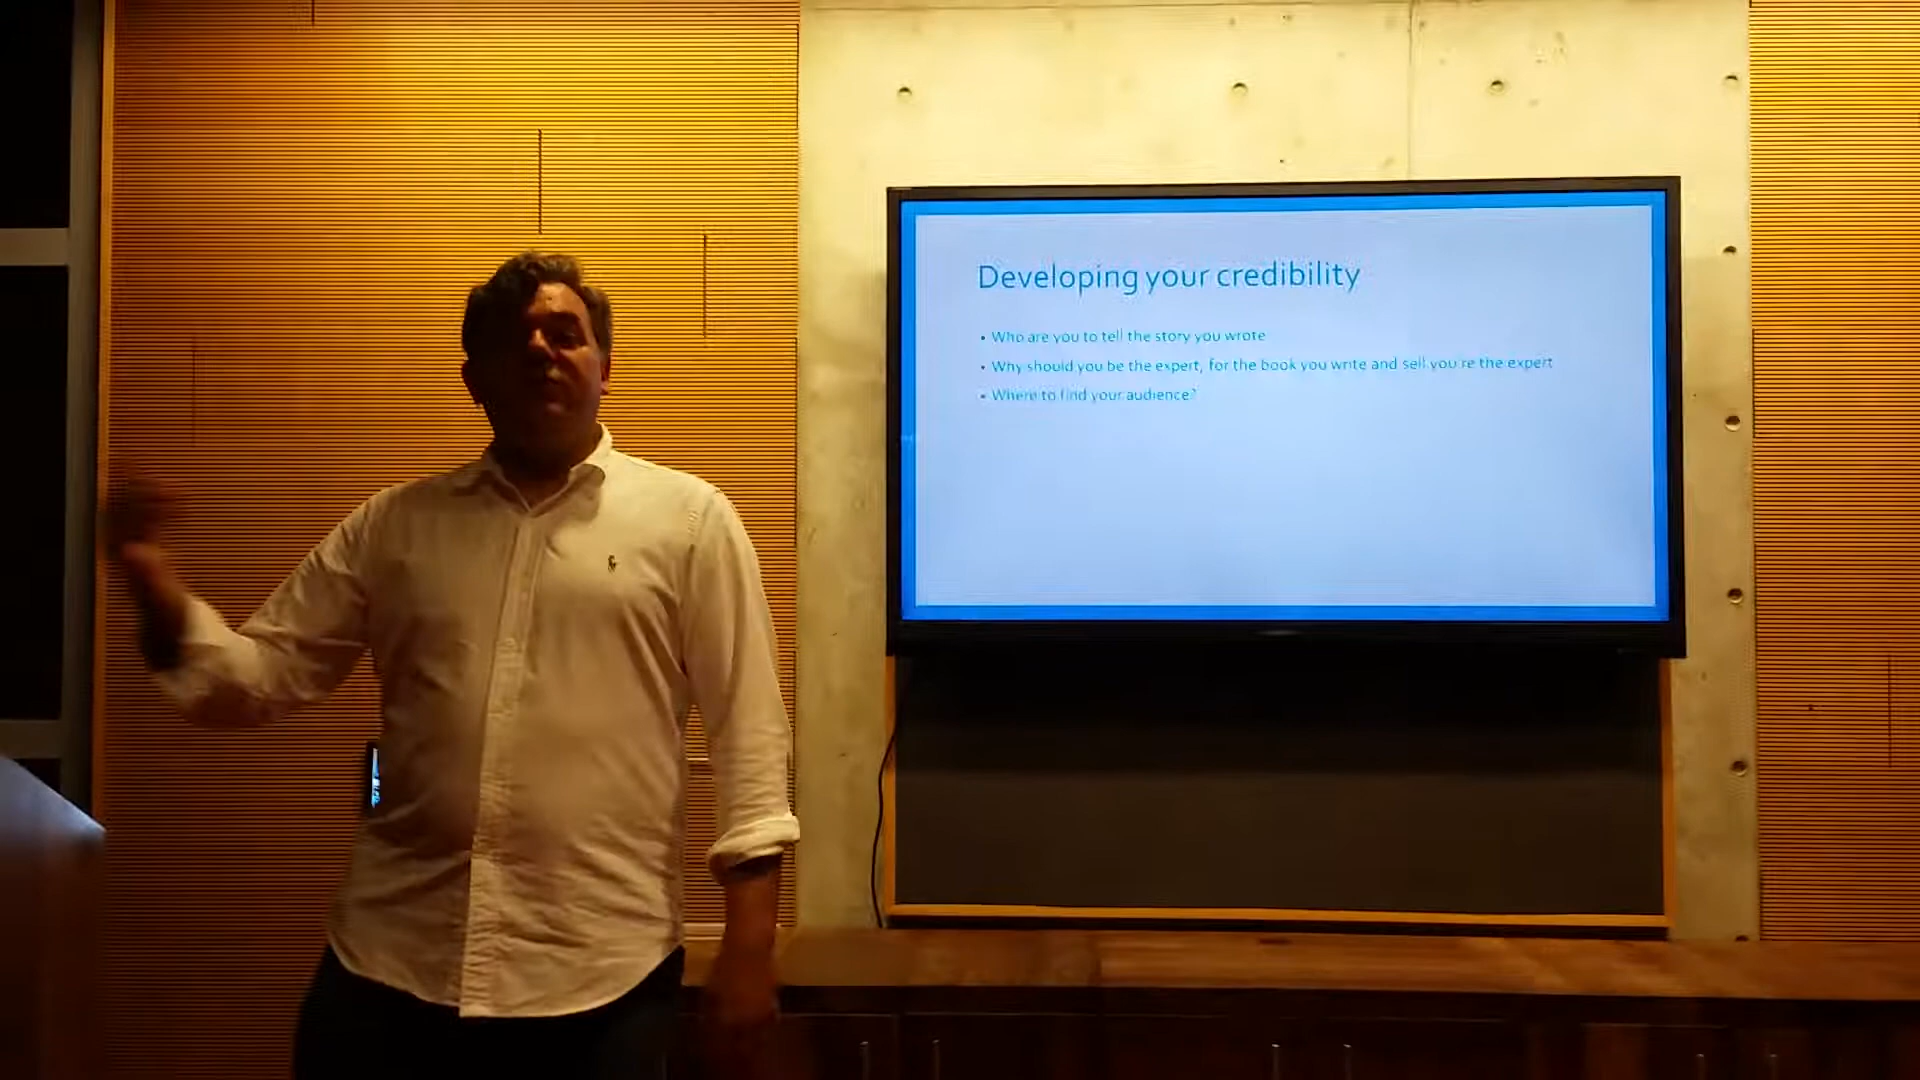 Developing your credibility
• Who are you to tell the story you wrote
• Why should you be the expert, for the book you write and sell you're the expert
• Where to find your audience?